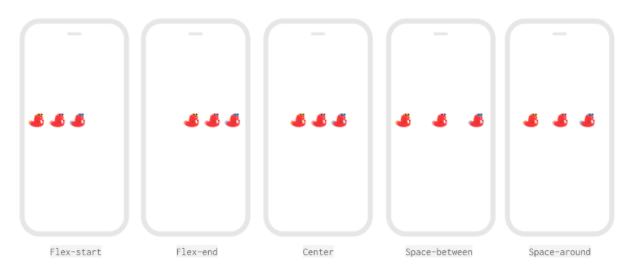 Flex-start
Flex-end
Center
Space-between
Space-around